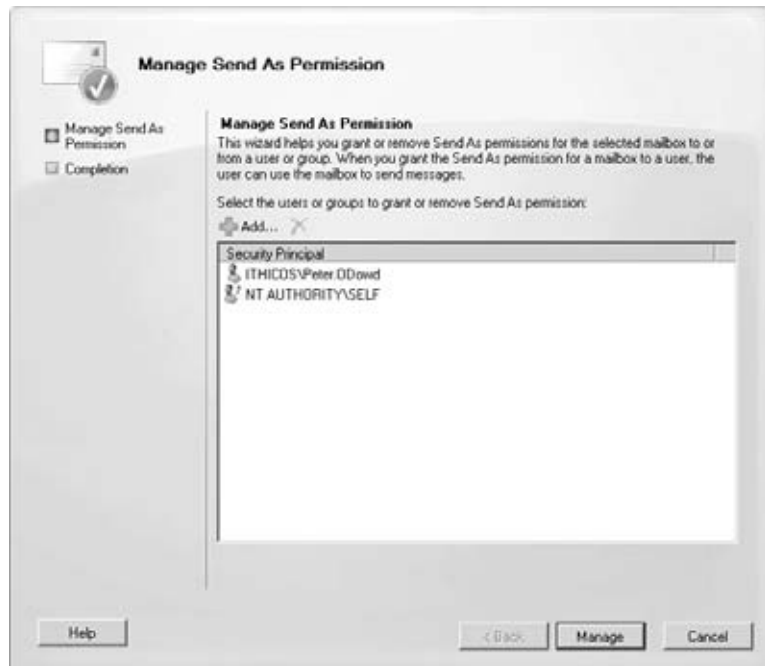 Manage Send As Permission
Manage Send As
Permission
Completion
Manage Send As Permission
This wizard helps you grant or remove Send As permissions for the selected mailbox to or
from a user or group. When you grant the Send As permission for a mailbox to a user, the
user can use the mailbox to send messages.
Select the users or groups to grant or remove Send As permission:
Add...
Security Principal
ITHICOS\Peter.ODowd
NT AUTHORITY\SELF
Help
< Back
Manage
Cancel